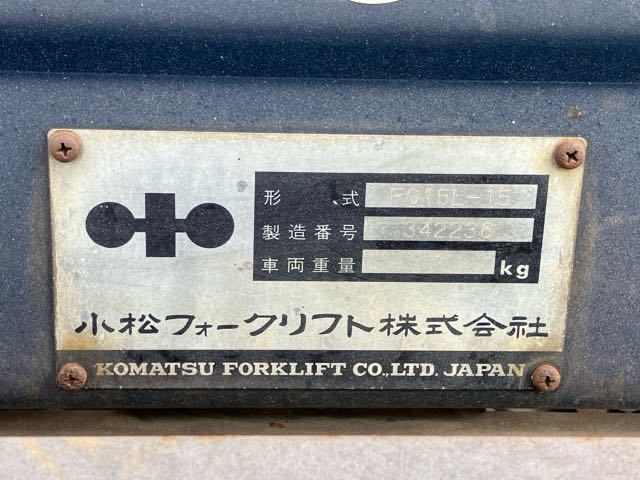 形 式 FG15L-15
製造番号 342236
車両重量 kg
小松フォークリフト株式会社
KOMATSU FORKLIFT CO.,LTD. JAPAN